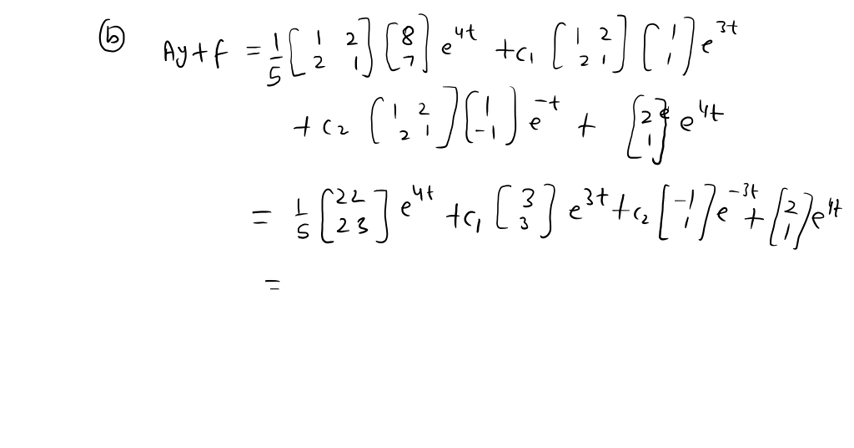 (b) Ay+f = 1/5 [1 2; 2 1] [8; 7] e^{4t} + c₁ [1 2; 2 1] [1; 1] e^{3t}
+ c₂ [1 2; 2 1] [1; -1] e^{-t} + [2; 1] e^{4t}
= 1/5 [22; 23] e^{4t} + c₁ [3; 3] e^{3t} + c₂ [-1; 1] e^{-3t} + [2; 1] e^{4t}
=